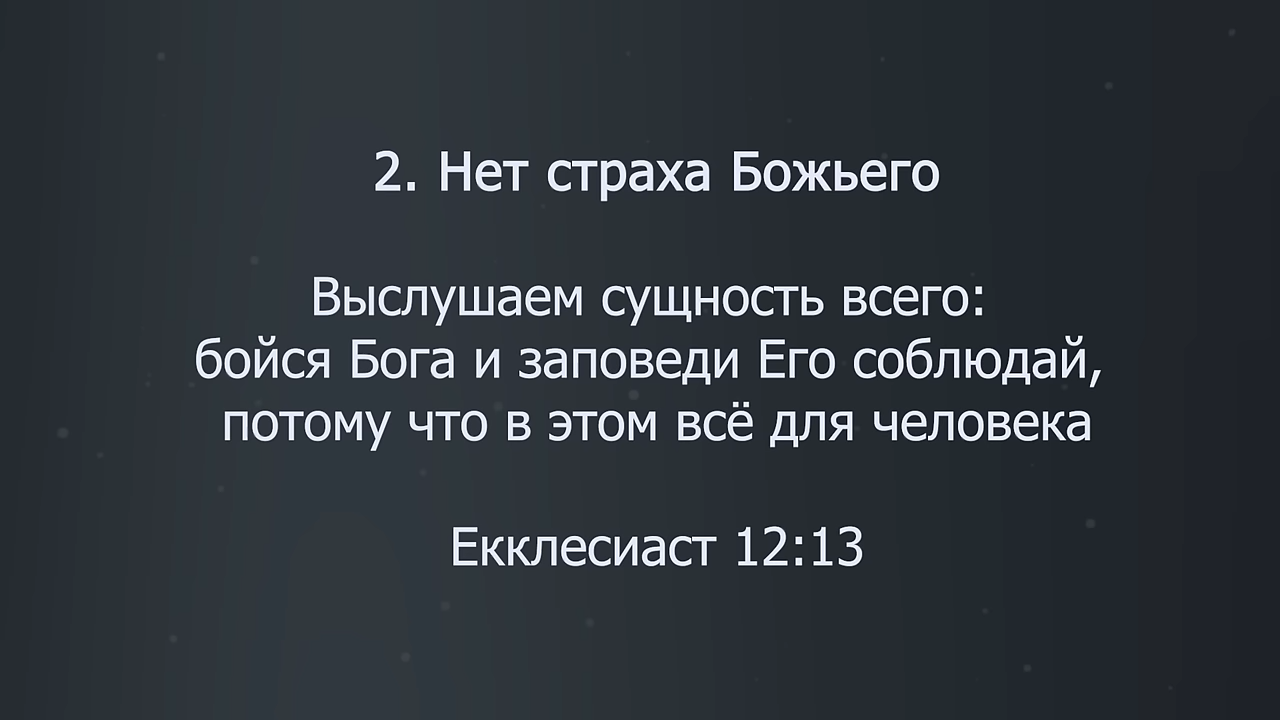 2. Нет страха Божьего
Выслушаем сущность всего:
бойся Бога и заповеди Его соблюдай,
потому что в этом всё для человека
Екклесиаст 12:13